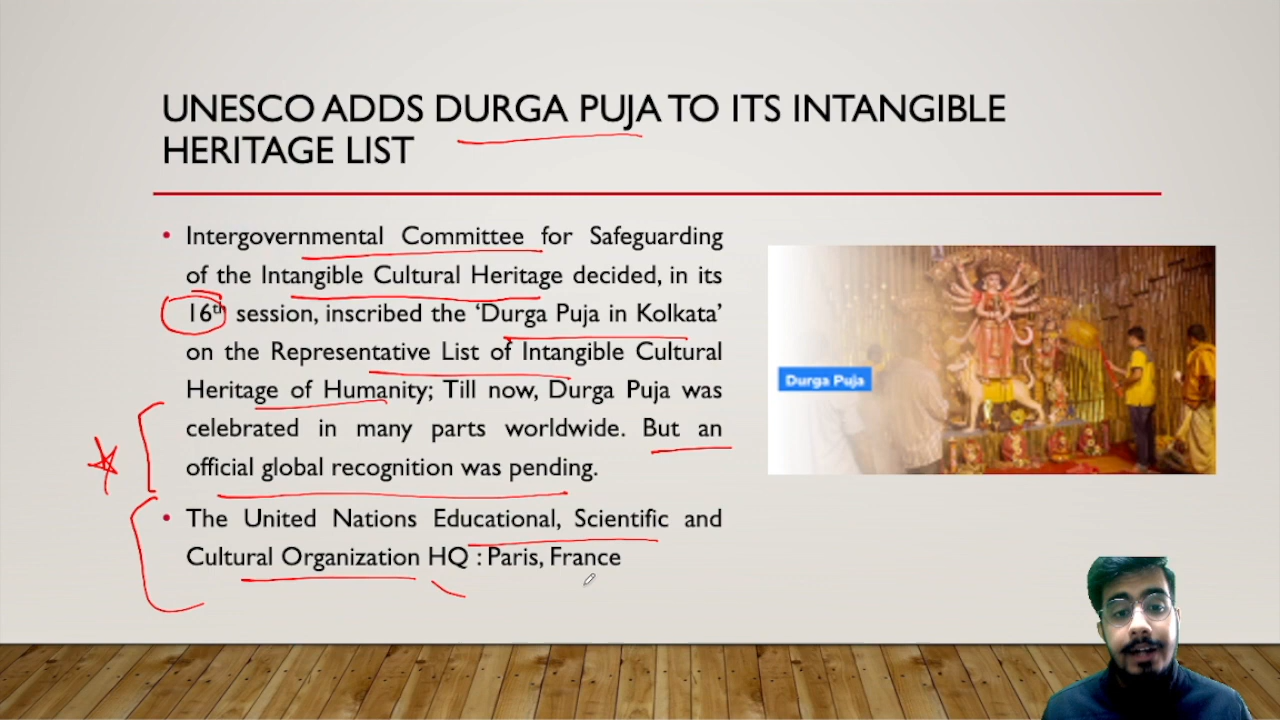 UNESCO ADDS DURGA PUJA TO ITS INTANGIBLE
HERITAGE LIST
• Intergovernmental Committee for Safeguarding
of the Intangible Cultural Heritage decided, in its
16th session, inscribed the ‘Durga Puja in Kolkata’
on the Representative List of Intangible Cultural
Heritage of Humanity; Till now, Durga Puja was
celebrated in many parts worldwide. But an
official global recognition was pending.
• The United Nations Educational, Scientific and
Cultural Organization HQ : Paris, France
Durga Puja